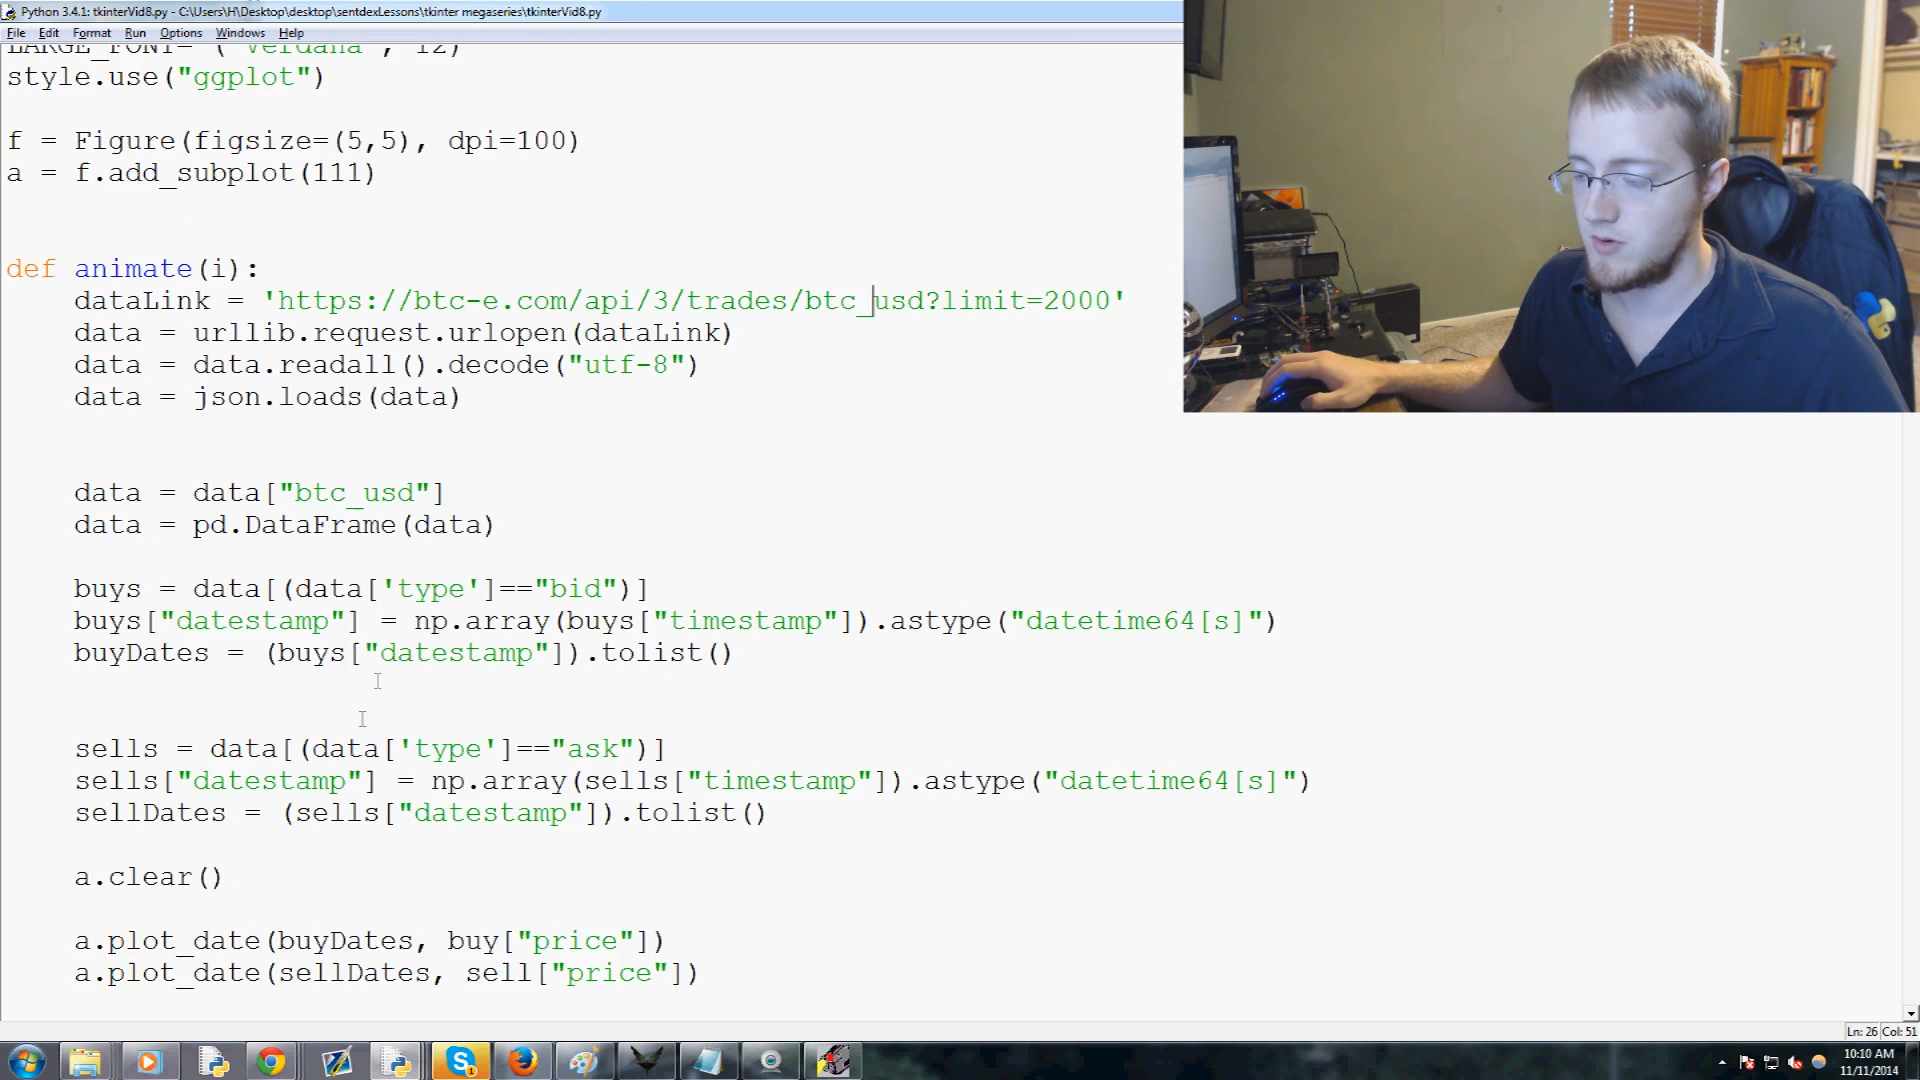 Python 3.4.1: tkinterVid8.py - C:\Users\H\Desktop\desktop\sentdexLessons\tkinter megaseries\tkinterVid8.py
File Edit Format Run Options Windows Help
LARGE_FONT= ("Verdana", 12)
style.use("ggplot")
f = Figure(figsize=(5,5), dpi=100)
a = f.add_subplot(111)
def animate(i):
dataLink = 'https://btc-e.com/api/3/trades/btc_usd?limit=2000'
data = urllib.request.urlopen(dataLink)
data = data.readall().decode("utf-8")
data = json.loads(data)
data = data["btc_usd"]
data = pd.DataFrame(data)
buys = data[(data['type']=="bid")]
buys["datestamp"] = np.array(buys["timestamp"]).astype("datetime64[s]")
buyDates = (buys["datestamp"]).tolist()
sells = data[(data['type']=="ask")]
sells["datestamp"] = np.array(sells["timestamp"]).astype("datetime64[s]")
sellDates = (sells["datestamp"]).tolist()
a.clear()
a.plot_date(buyDates, buy["price"])
a.plot_date(sellDates, sell["price"])
Ln: 26 Col: 51
10:10 AM
11/11/2014